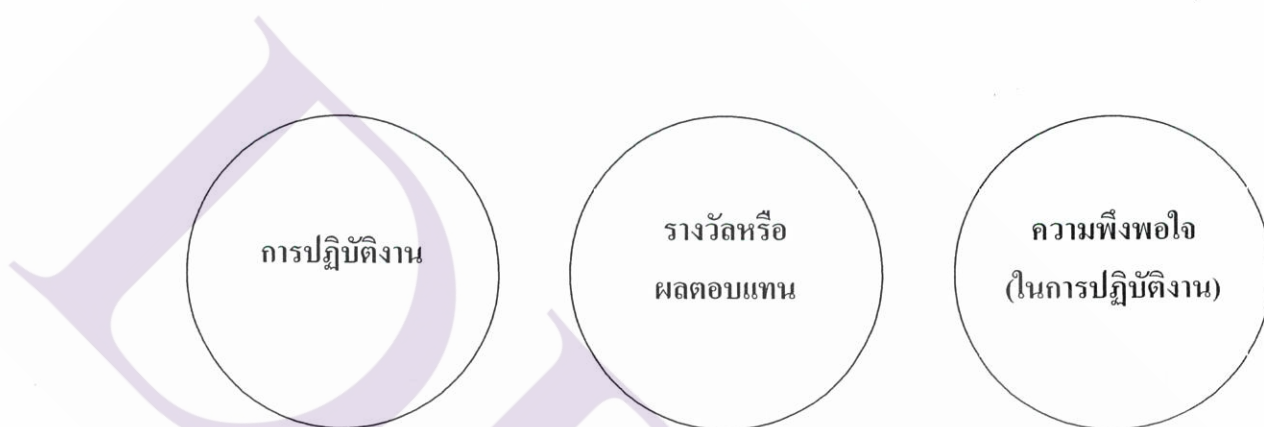 การปฏิบัติงาน
รางวัลหรือ
ผลตอบแทน
ความพึงพอใจ
(ในการปฏิบัติงาน)